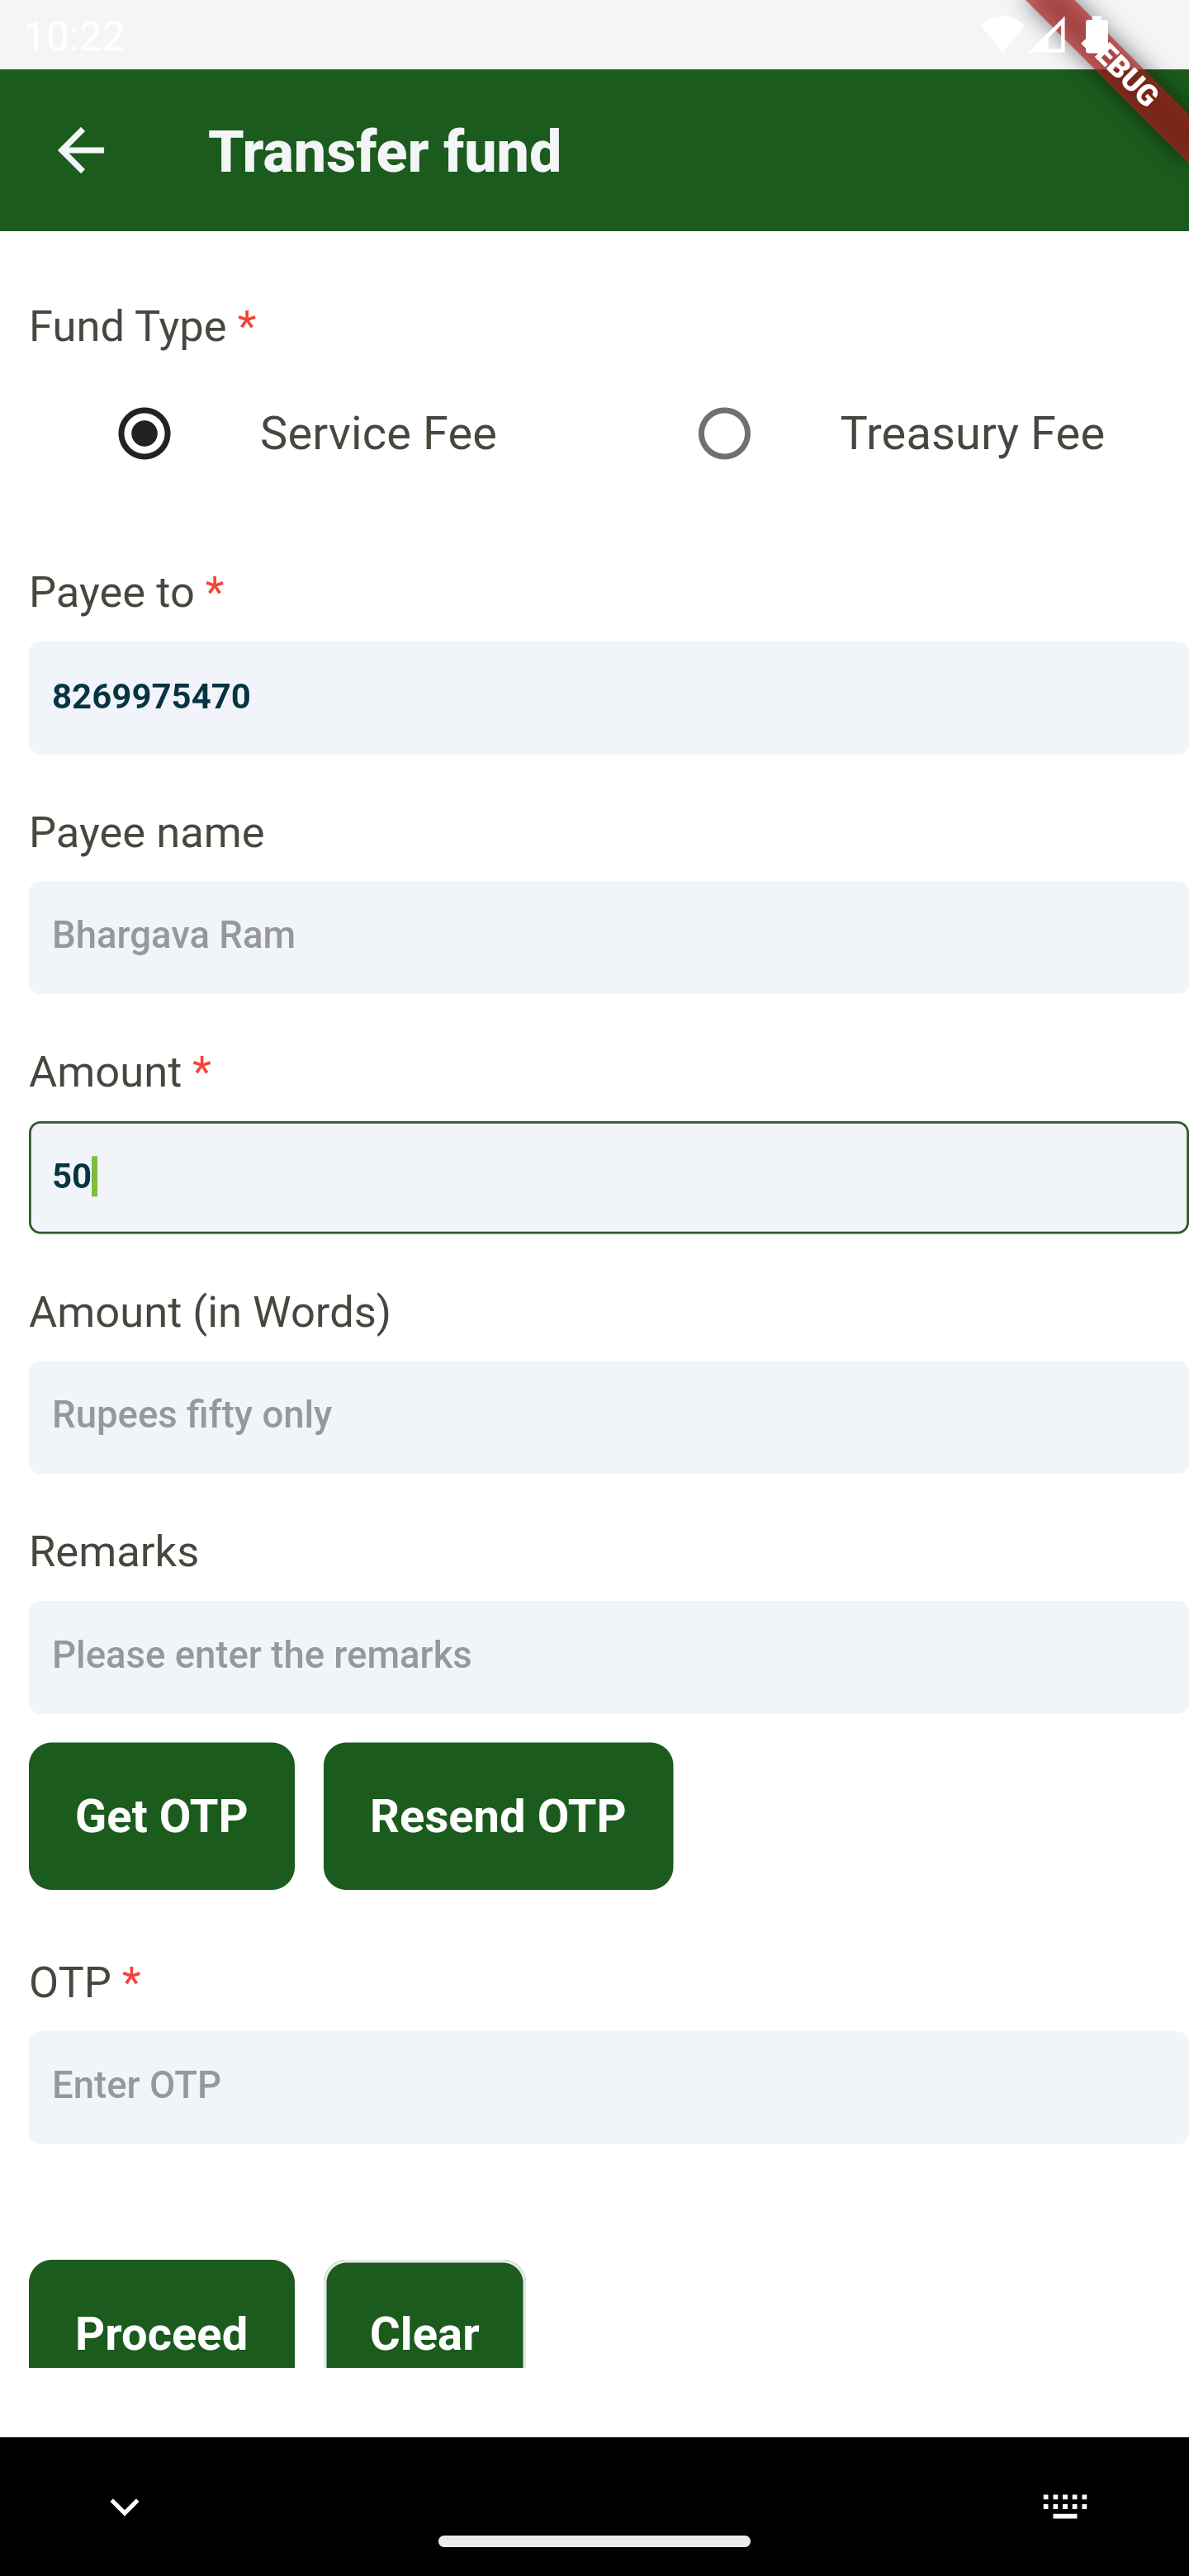 10:22
DEBUG
Transfer fund
Fund Type *
Service Fee
Treasury Fee
Payee to *
8269975470
Payee name
Bhargava Ram
Amount *
50
Amount (in Words)
Rupees fifty only
Remarks
Please enter the remarks
Get OTP
Resend OTP
OTP *
Enter OTP
Proceed
Clear